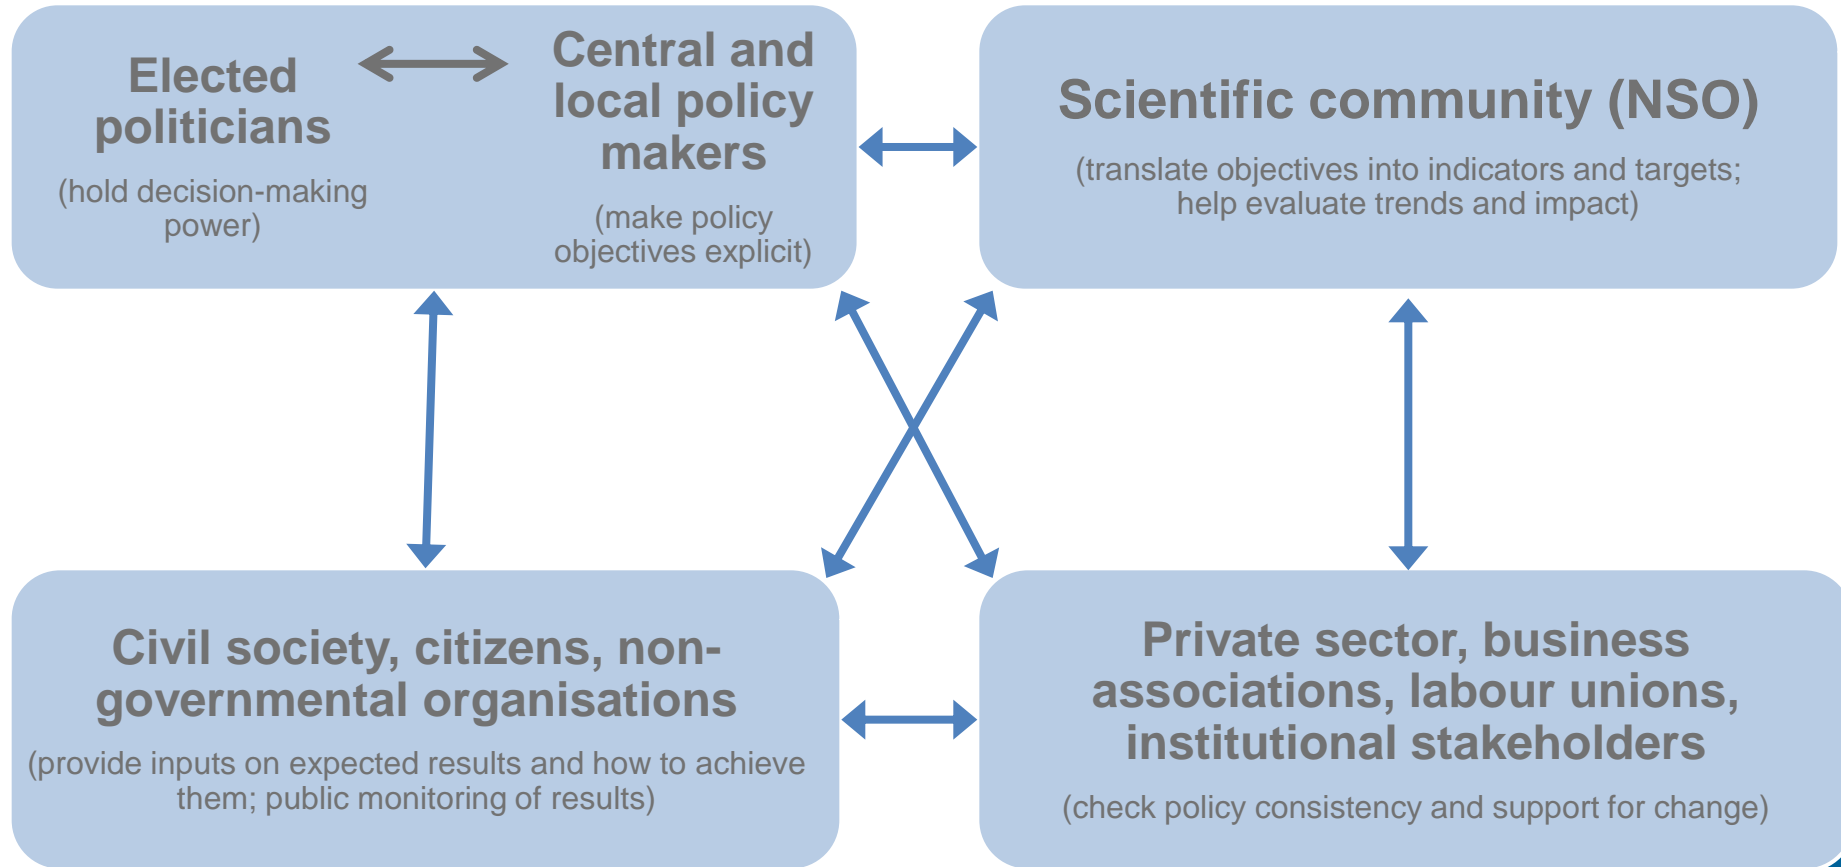 Elected
politicians
(hold decision-making
power)
Central and
local policy
makers
(make policy
objectives explicit)
Scientific community (NSO)
(translate objectives into indicators and targets;
help evaluate trends and impact)
Civil society, citizens, non-
governmental organisations
(provide inputs on expected results and how to achieve
them; public monitoring of results)
Private sector, business
associations, labour unions,
institutional stakeholders
(check policy consistency and support for change)